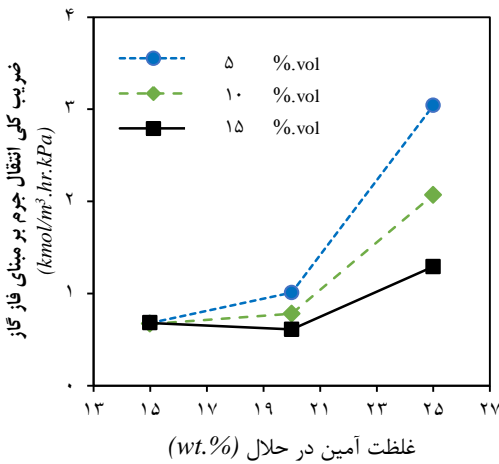 ضریب کلی انتقال جرم بر مبنای فاز گاز
(kmol/m³.hr.kPa)
۴
۳
۲
۱
۰
۵ %.vol
۱۰ %.vol
۱۵ %.vol
۱۳ ۱۵ ۱۷ ۱۹ ۲۱ ۲۳ ۲۵ ۲۷
غلظت آمین در حلال (wt.%)